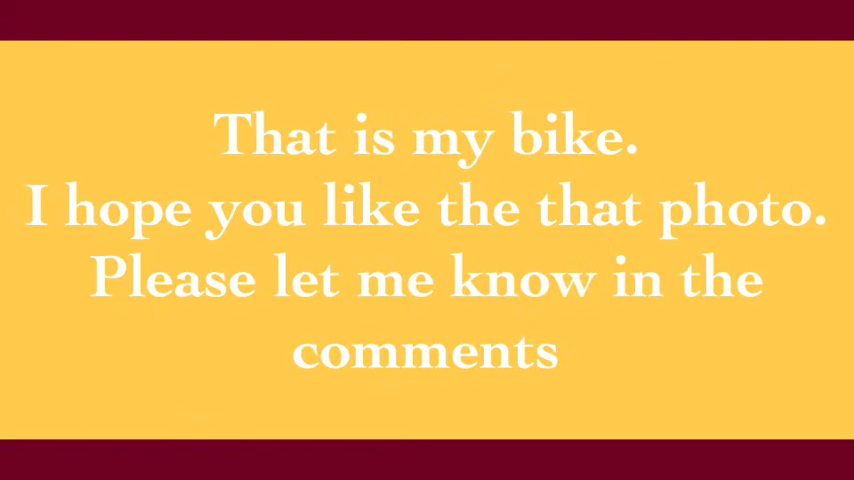 That is my bike.
I hope you like the that photo.
Please let me know in the
comments